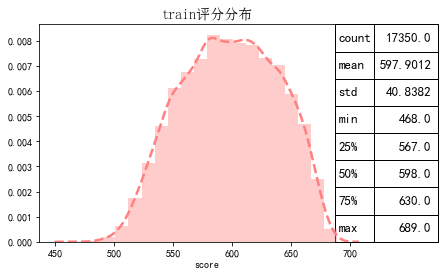 train评分分布
0.008
0.007
0.006
0.005
0.004
0.003
0.002
0.001
0.000
450 500 550 600 650 700
score
count 17350.0
mean 597.9012
std 40.8382
min 468.0
25% 567.0
50% 598.0
75% 630.0
max 689.0